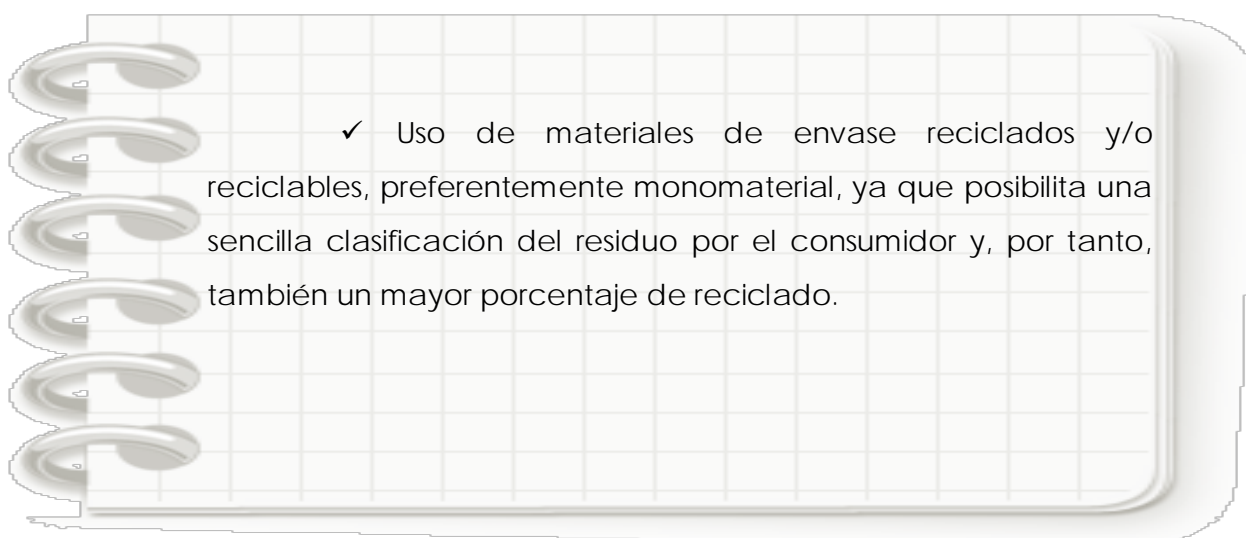 ✓ Uso de materiales de envase reciclados y/o
reciclables, preferentemente monomaterial, ya que posibilita una
sencilla clasificación del residuo por el consumidor y, por tanto,
también un mayor porcentaje de reciclado.